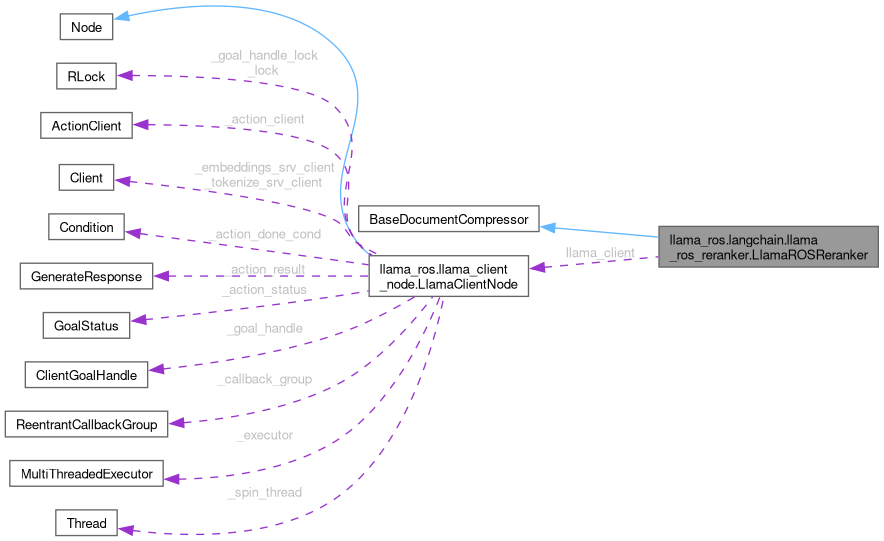 Node
_goal_handle_lock
_lock
RLock
_action_client
ActionClient
_embeddings_srv_client
_tokenize_srv_client
Client
BaseDocumentCompressor
Condition
_action_done_cond
llama_ros.langchain.llama
_ros_reranker.LlamaROSReranker
llama_client
GenerateResponse
_action_result
llama_ros.llama_client
_node.LlamaClientNode
_action_status
GoalStatus
_goal_handle
ClientGoalHandle
_callback_group
ReentrantCallbackGroup
_executor
MultiThreadedExecutor
_spin_thread
Thread